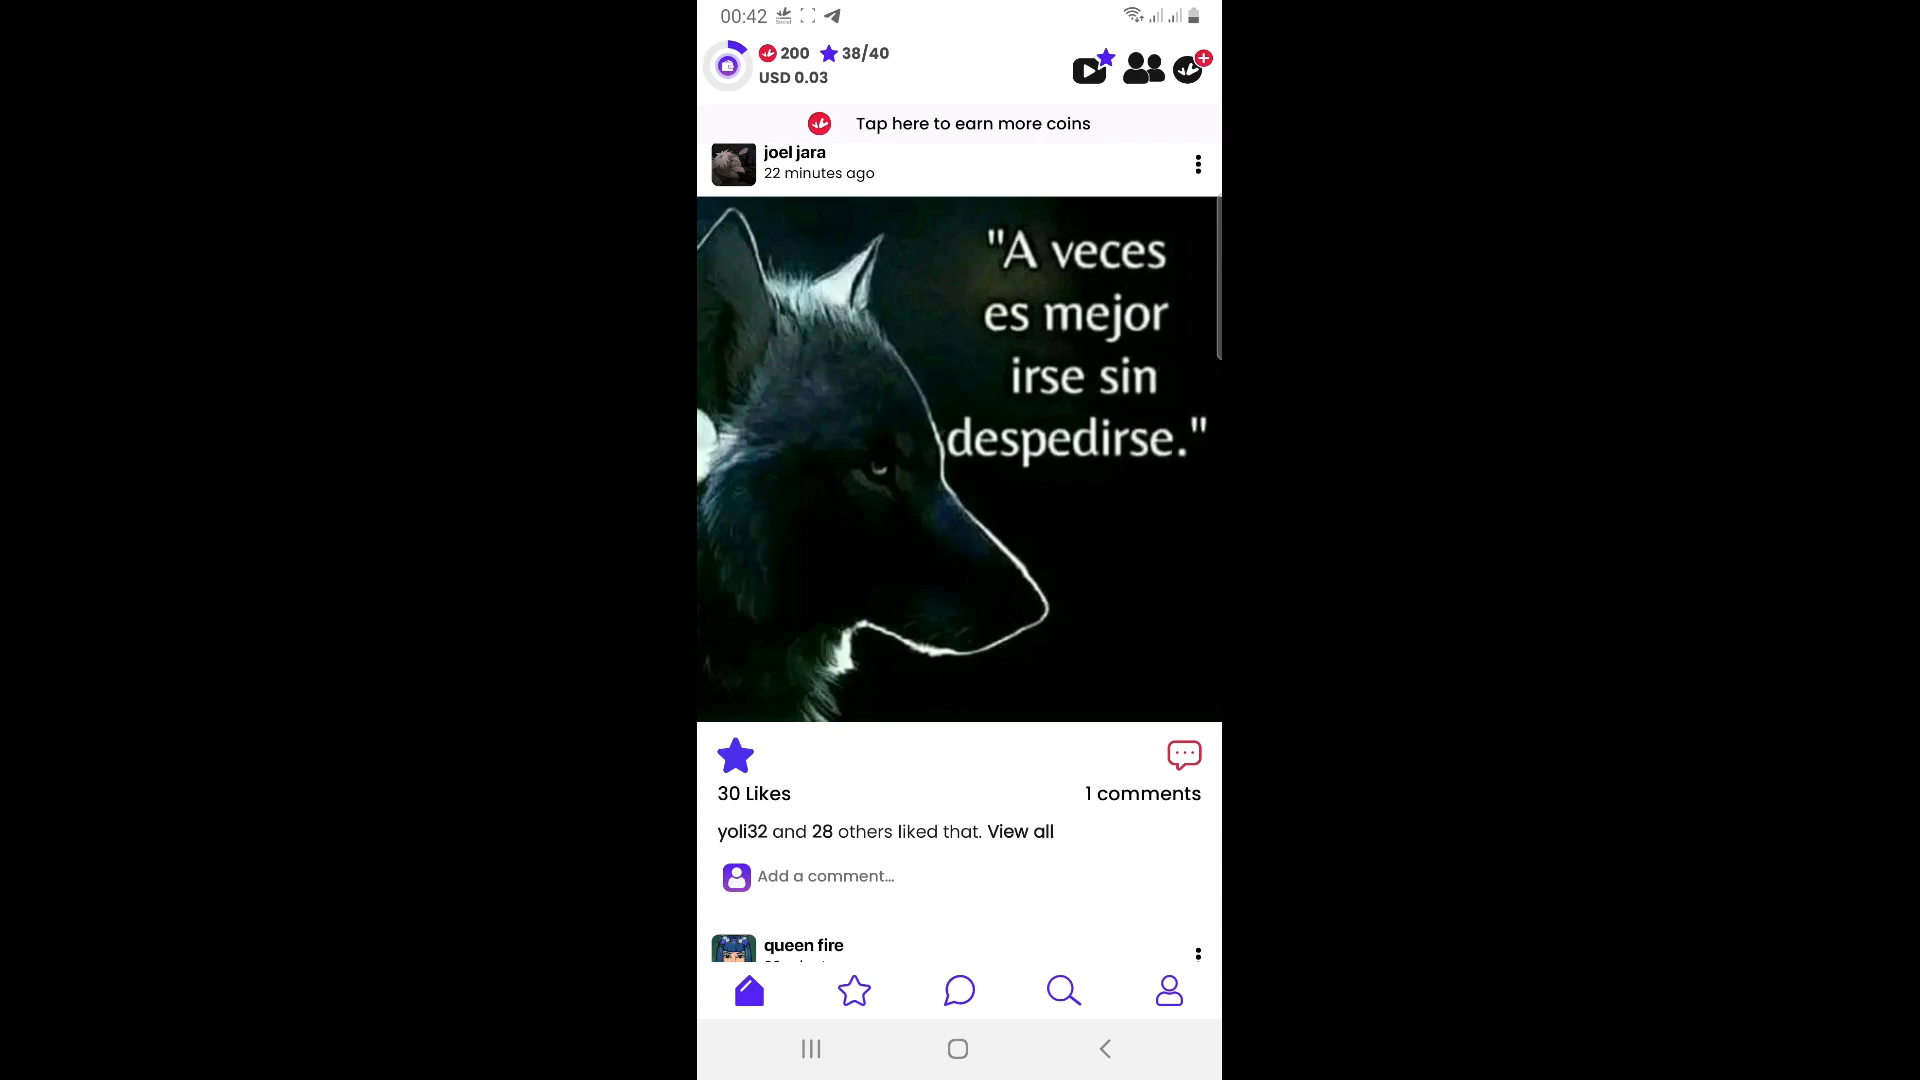 00:42
200 38/40
USD 0.03
Tap here to earn more coins
joel jara
22 minutes ago
"A veces
es mejor
irse sin
despedirse."
30 Likes
1 comments
yoli32 and 28 others liked that. View all
Add a comment...
queen fire